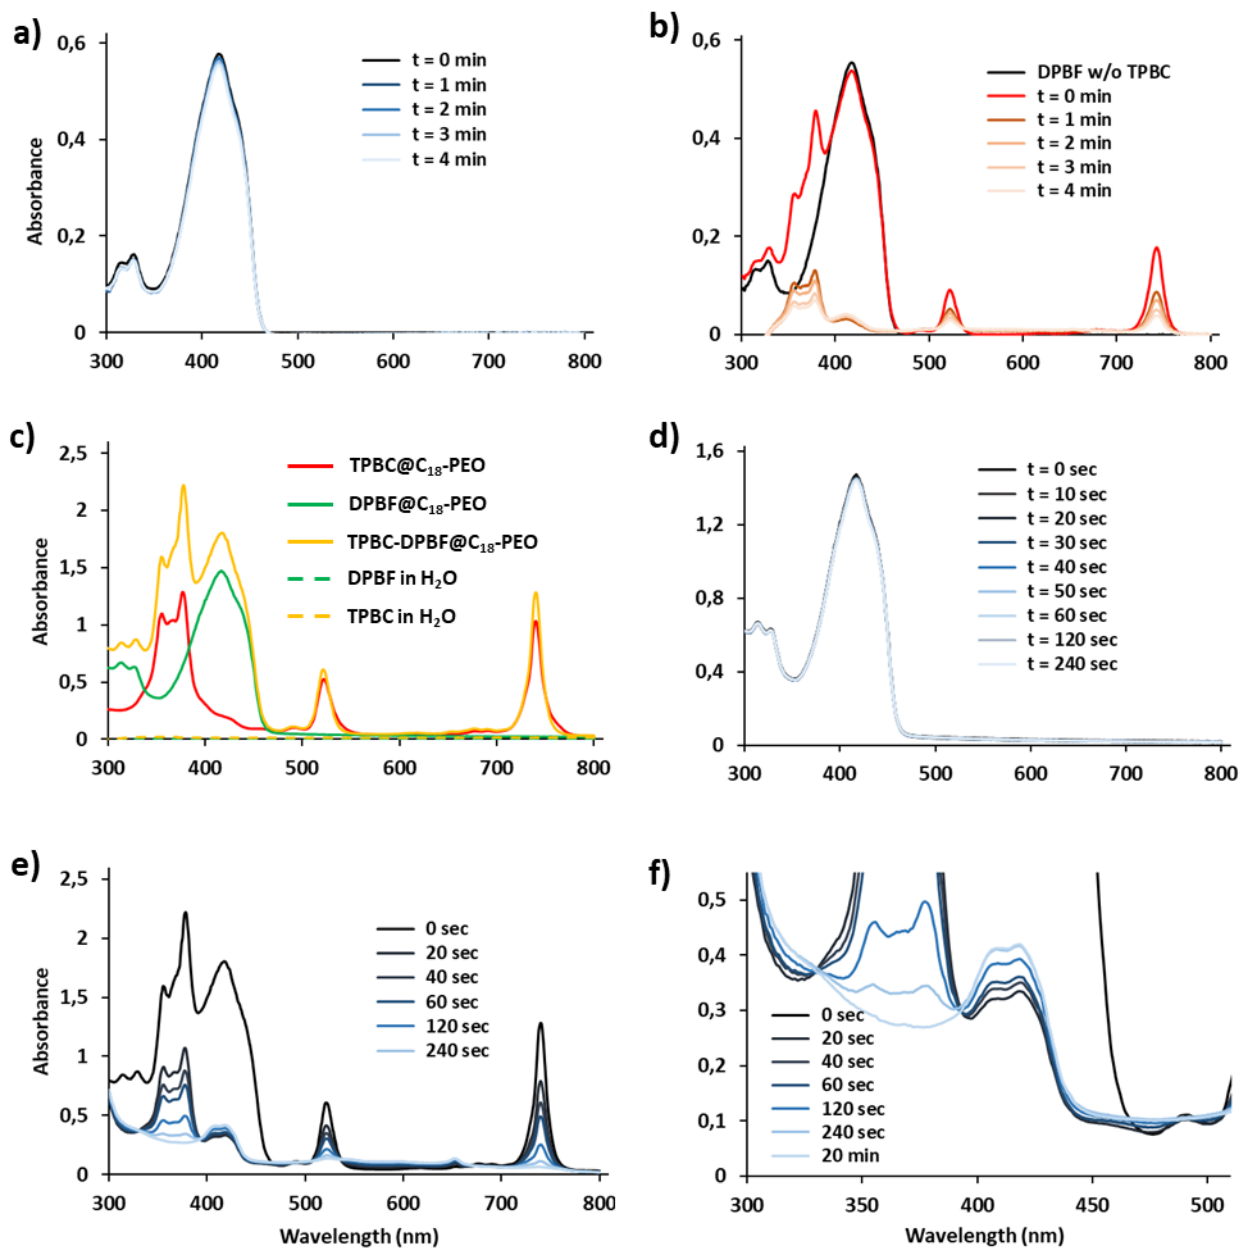 a)
0,6
0,4
0,2
0
Absorbance
300 400 500 600 700 800
t = 0 min
t = 1 min
t = 2 min
t = 3 min
t = 4 min
b)
0,6
0,4
0,2
0
300 400 500 600 700 800
DPBF w/o TPBC
t = 0 min
t = 1 min
t = 2 min
t = 3 min
t = 4 min
c)
2,5
2
1,5
1
0,5
0
Absorbance
300 400 500 600 700 800
TPBC@C₁₈-PEO
DPBF@C₁₈-PEO
TPBC-DPBF@C₁₈-PEO
DPBF in H₂O
TPBC in H₂O
d)
1,6
1,2
0,8
0,4
0
300 400 500 600 700 800
t = 0 sec
t = 10 sec
t = 20 sec
t = 30 sec
t = 40 sec
t = 50 sec
t = 60 sec
t = 120 sec
t = 240 sec
e)
2,5
2
1,5
1
0,5
0
Absorbance
300 400 500 600 700 800
Wavelength (nm)
0 sec
20 sec
40 sec
60 sec
120 sec
240 sec
f)
0,5
0,4
0,3
0,2
0,1
0
300 350 400 450 500
Wavelength (nm)
0 sec
20 sec
40 sec
60 sec
120 sec
240 sec
20 min